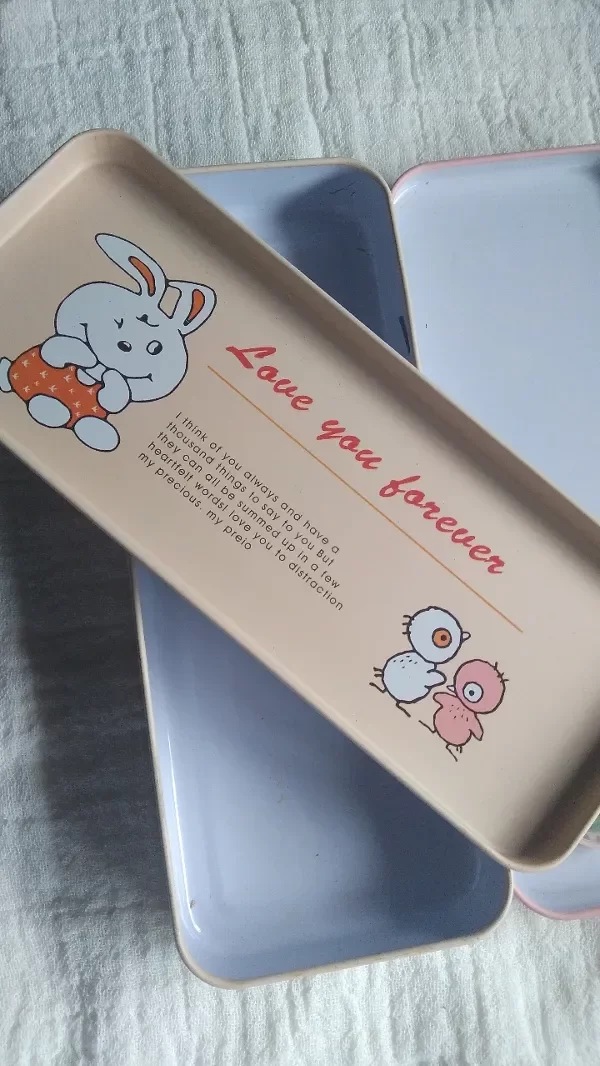 Love you forever
I think of you always and have a
thousand things to say to you But
they can all be summed up in a few
heartfelt words! love you to distraction
my precious. my preio